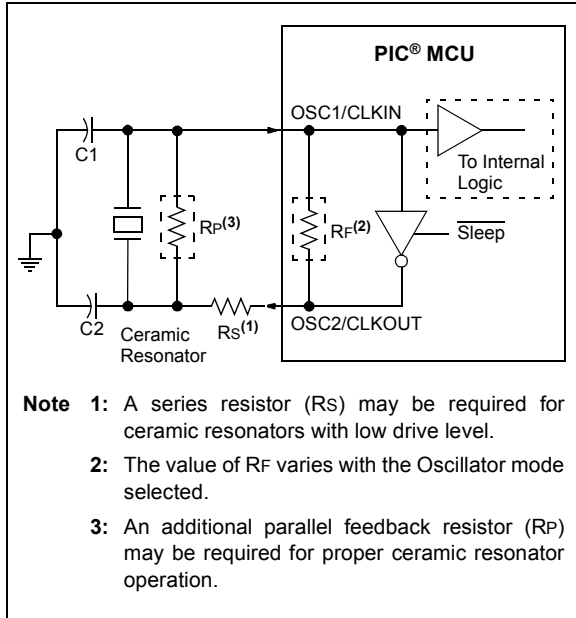 PIC® MCU
OSC1/CLKIN
C1
To Internal
Logic
RP(3)
RF(2)
Sleep
C2
Ceramic
Resonator
RS(1)
OSC2/CLKOUT
Note 1: A series resistor (RS) may be required for
ceramic resonators with low drive level.
2: The value of RF varies with the Oscillator mode
selected.
3: An additional parallel feedback resistor (RP)
may be required for proper ceramic resonator
operation.